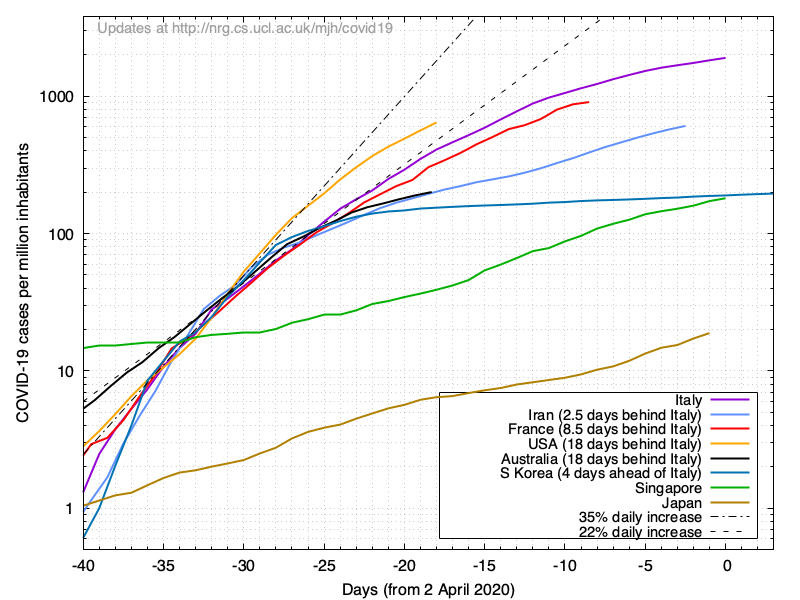 Updates at http://nrg.cs.ucl.ac.uk/mjh/covid19
COVID-19 cases per million inhabitants
1000
100
10
1
Italy
Iran (2.5 days behind Italy)
France (8.5 days behind Italy)
USA (18 days behind Italy)
Australia (18 days behind Italy)
S Korea (4 days ahead of Italy)
Singapore
Japan
35% daily increase
22% daily increase
-40 -35 -30 -25 -20 -15 -10 -5 0
Days (from 2 April 2020)